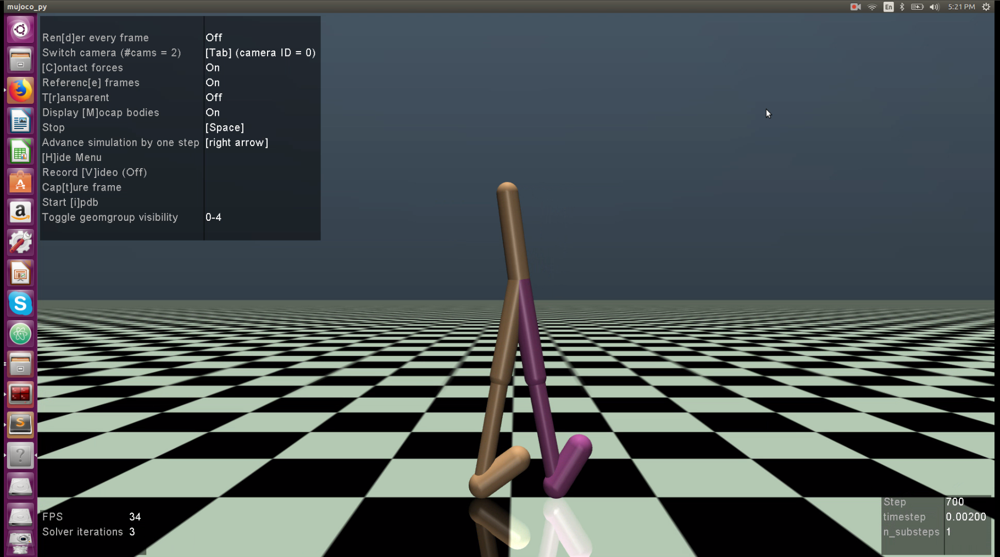 mujoco_py
En
5:21 PM
Ren[d]er every frame Off
Switch camera (#cams = 2) [Tab] (camera ID = 0)
[C]ontact forces On
Referenc[e] frames On
T[r]ansparent Off
Display [M]ocap bodies On
Stop [Space]
Advance simulation by one step [right arrow]
[H]ide Menu
Record [V]ideo (Off)
Cap[t]ure frame
Start [i]pdb
Toggle geomgroup visibility 0-4
A
a
S
S
?
FPS 34
Solver iterations 3
Step 700
timestep 0.00200
n_substeps 1